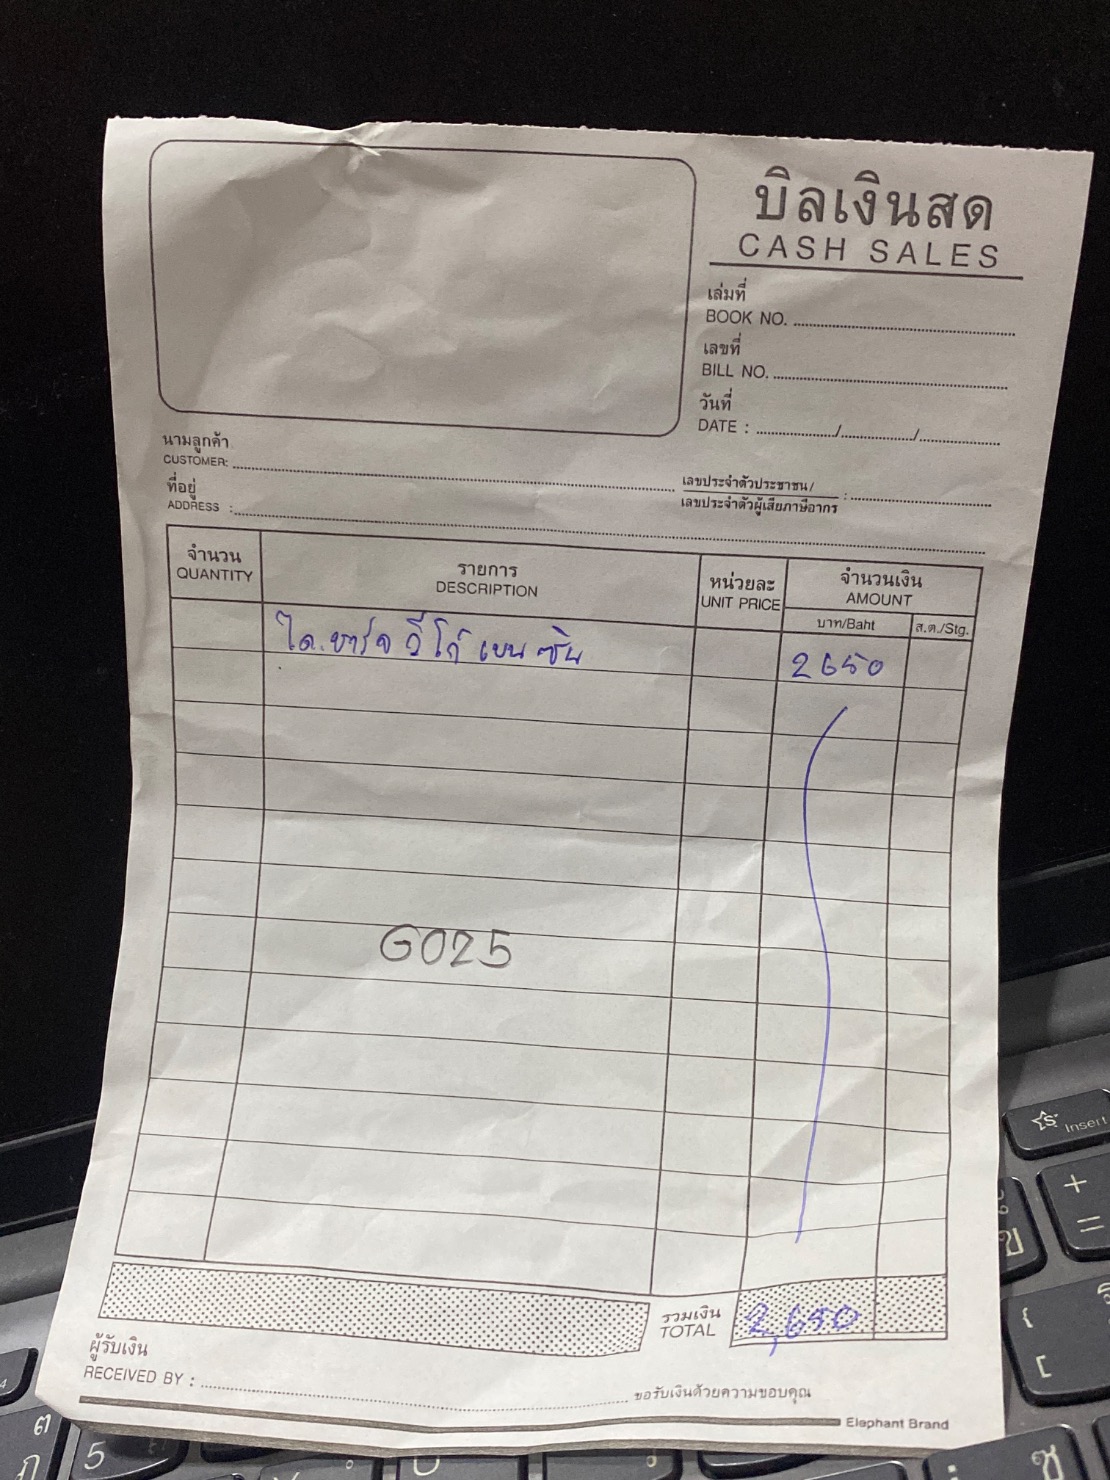 บิลเงินสด
CASH SALES
เล่มที่
BOOK NO.
เลขที่
BILL NO.
วันที่
DATE : / /
นามลูกค้า
CUSTOMER:
เลขประจำตัวประชาชน/
เลขประจำตัวผู้เสียภาษีอากร :
ที่อยู่
ADDRESS :
จำนวน รายการ หน่วยละ จำนวนเงิน
QUANTITY DESCRIPTION UNIT PRICE AMOUNT
บาท/Baht ส.ต./Stg.
ได.ชาร์จ วีโก้ เบนซิน 2650
G025
รวมเงิน
TOTAL 2,650
ผู้รับเงิน
RECEIVED BY : ขอรับเงินด้วยความขอบคุณ
Elephant Brand
Insert
+
=
{
[
ต
ภ
5
ซ